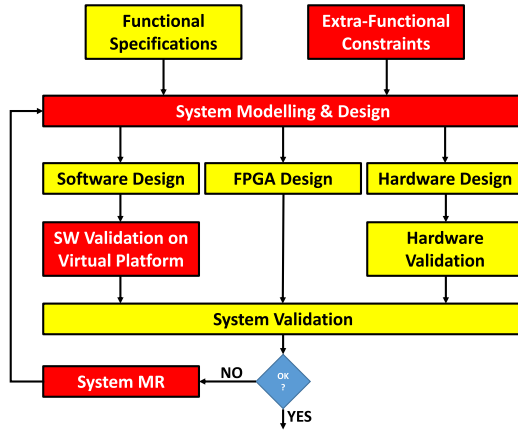 Functional
Specifications
Extra-Functional
Constraints
System Modelling & Design
Software Design
FPGA Design
Hardware Design
SW Validation on
Virtual Platform
Hardware
Validation
System Validation
OK
?
NO
System MR
YES